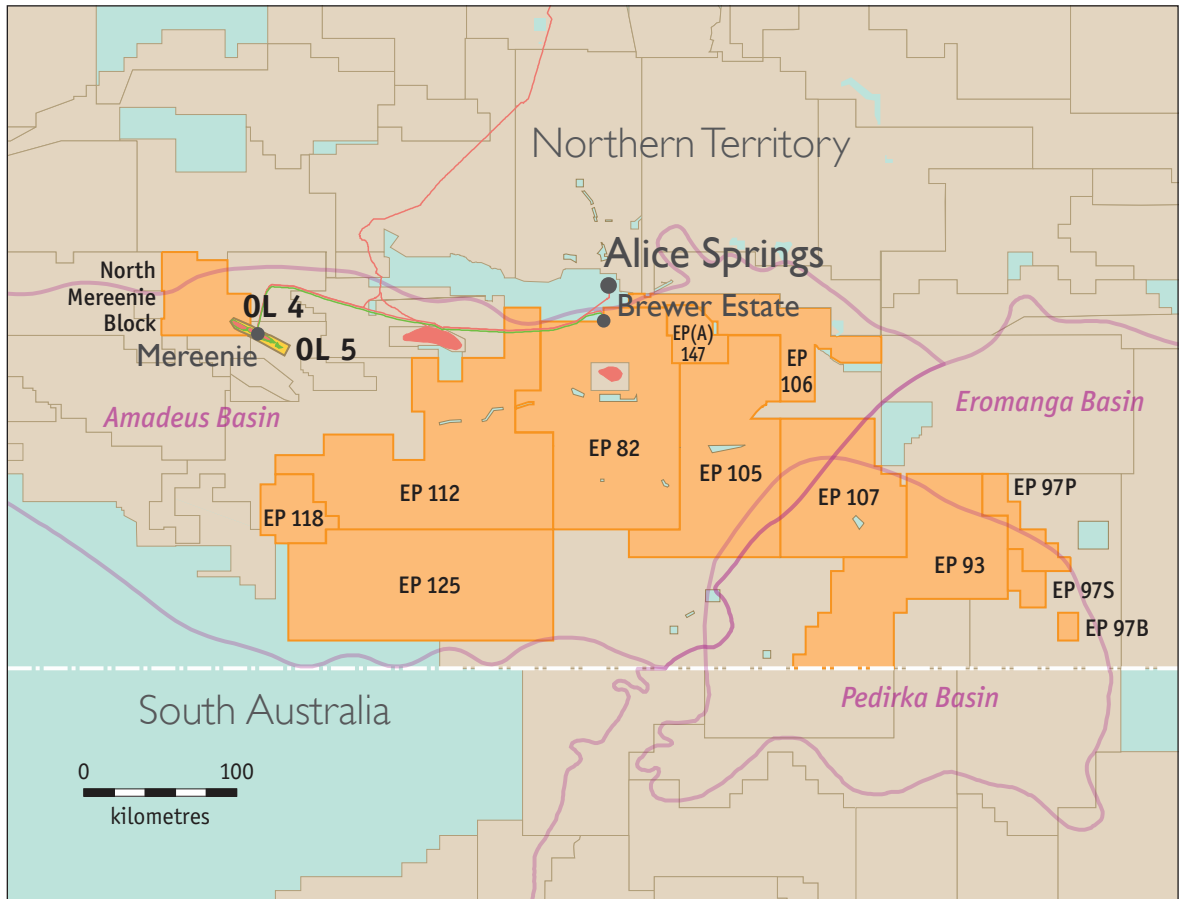 Northern Territory
Alice Springs
Brewer Estate
North
Mereenie
Block
OL 4
OL 5
Mereenie
EP(A)
147
EP
106
Amadeus Basin
Eromanga Basin
EP 82
EP 105
EP 112
EP 107
EP 97P
EP 118
EP 93
EP 125
EP 97S
EP 97B
South Australia
Pedirka Basin
0 100
kilometres